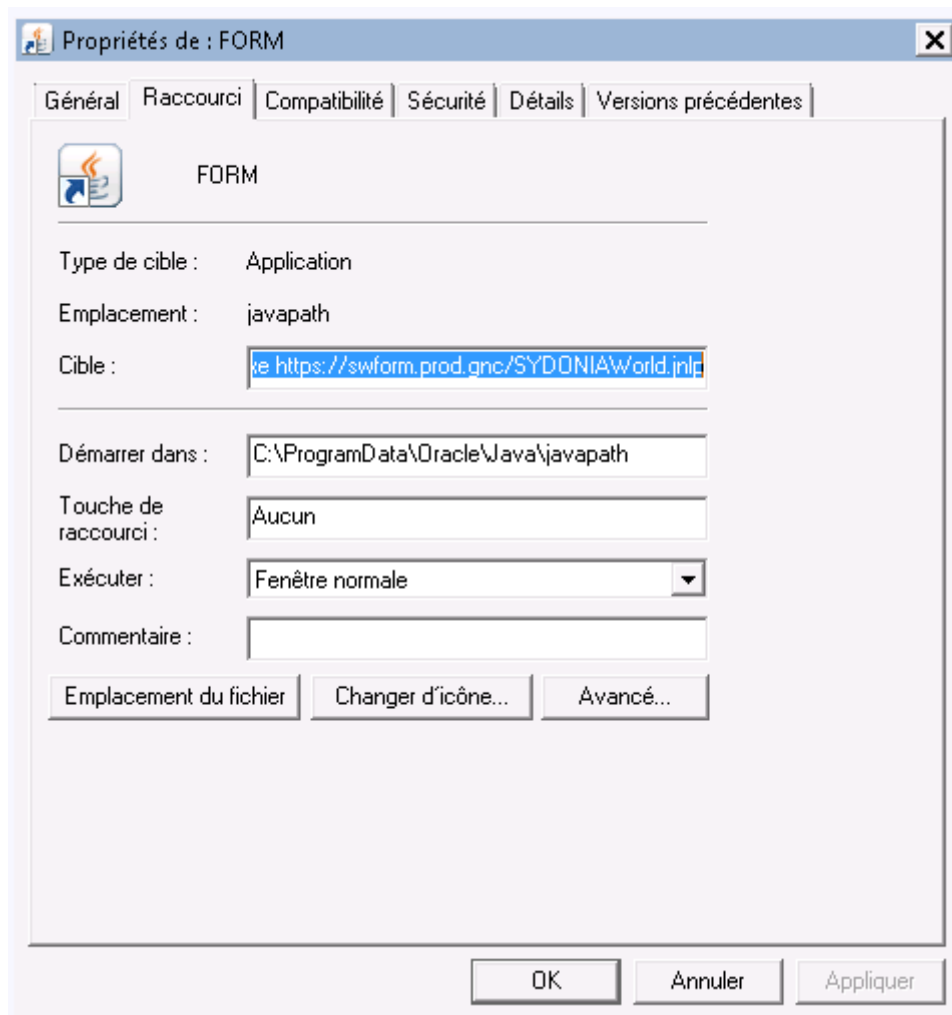 Propriétés de : FORM
Général Raccourci Compatibilité Sécurité Détails Versions précédentes
FORM
Type de cible : Application
Emplacement : javapath
Cible : xe https://swform.prod.gnc/SYDONIAWorld.jnlp
Démarrer dans : C:\ProgramData\Oracle\Java\javapath
Touche de
raccourci : Aucun
Exécuter : Fenêtre normale
Commentaire :
Emplacement du fichier Changer d'icône... Avancé...
OK Annuler Appliquer